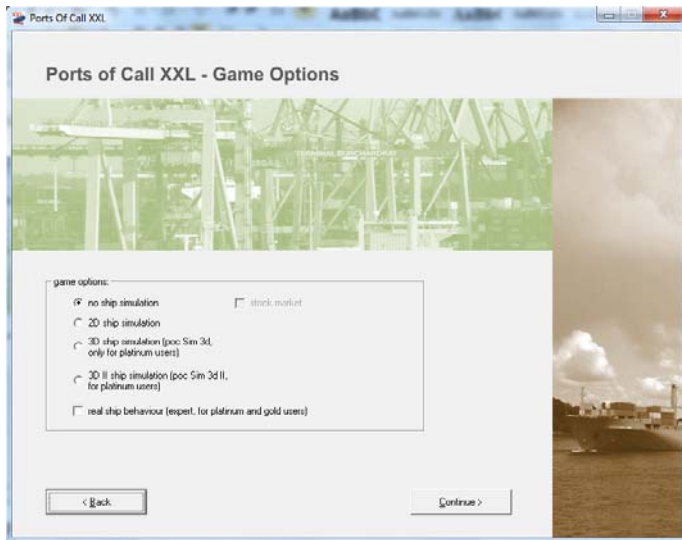 Ports Of Call XXL
Ports of Call XXL - Game Options
TERMINAL BURCHARDKAI
game options:
no ship simulation
stock market
2D ship simulation
3D ship simulation (poc Sim 3d,
only for platinum users)
3D II ship simulation (poc Sim 3d II,
for platinum users)
real ship behaviour (expert, for platinum and gold users)
< Back
Continue >